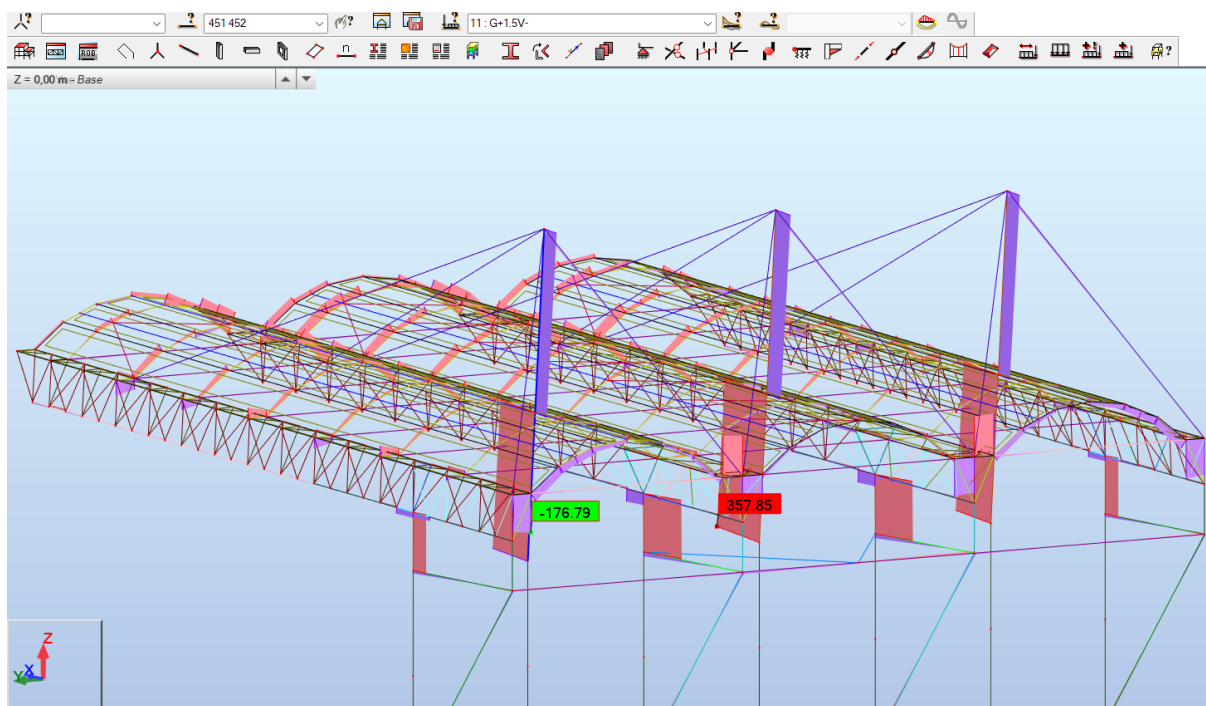 451 452
11 : G+1.5V-
R.O.B.
n
Z = 0,00 m - Base
-176.79
357.85
Z
X
Y